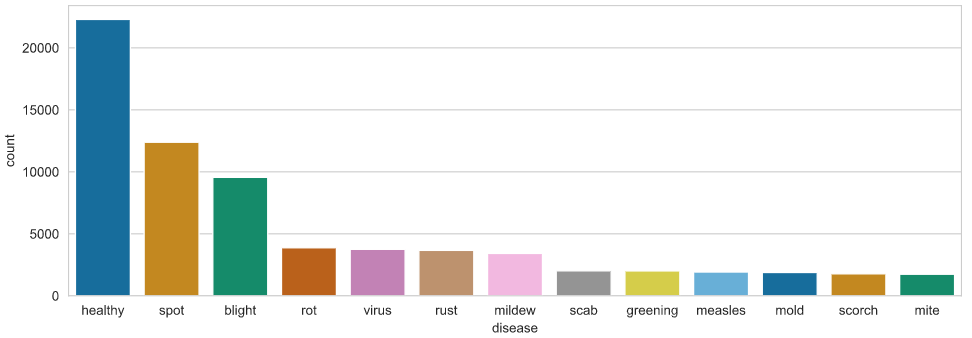 20000
15000
10000
5000
0
count
healthy spot blight rot virus rust mildew scab greening measles mold scorch mite
disease